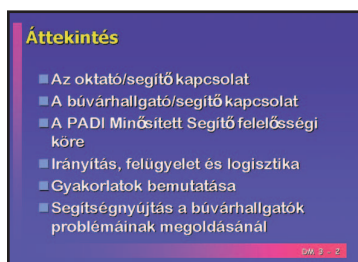 Áttekintés
Az oktató/segítő kapcsolat
A búvárhallgató/segítő kapcsolat
A PADI Minősített Segítő felelősségi
köre
Irányítás, felügyelet és logisztika
Gyakorlatok bemutatása
Segítségnyújtás a búvárhallgatók
problémáinak megoldásánál
DM 3 - 2